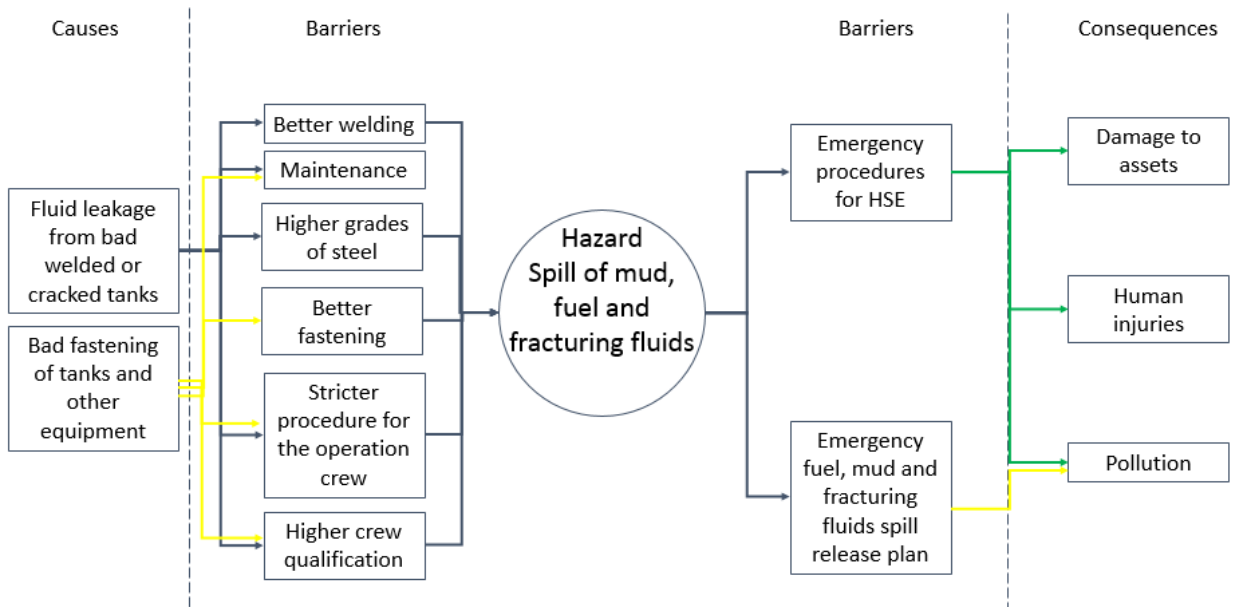 Causes
Barriers
Barriers
Consequences
Better welding
Maintenance
Higher grades
of steel
Better
fastening
Stricter
procedure for
the operation
crew
Higher crew
qualification
Fluid leakage
from bad
welded or
cracked tanks
Bad fastening
of tanks and
other
equipment
Hazard
Spill of mud,
fuel and
fracturing fluids
Emergency
procedures
for HSE
Emergency
fuel, mud and
fracturing
fluids spill
release plan
Damage to
assets
Human
injuries
Pollution